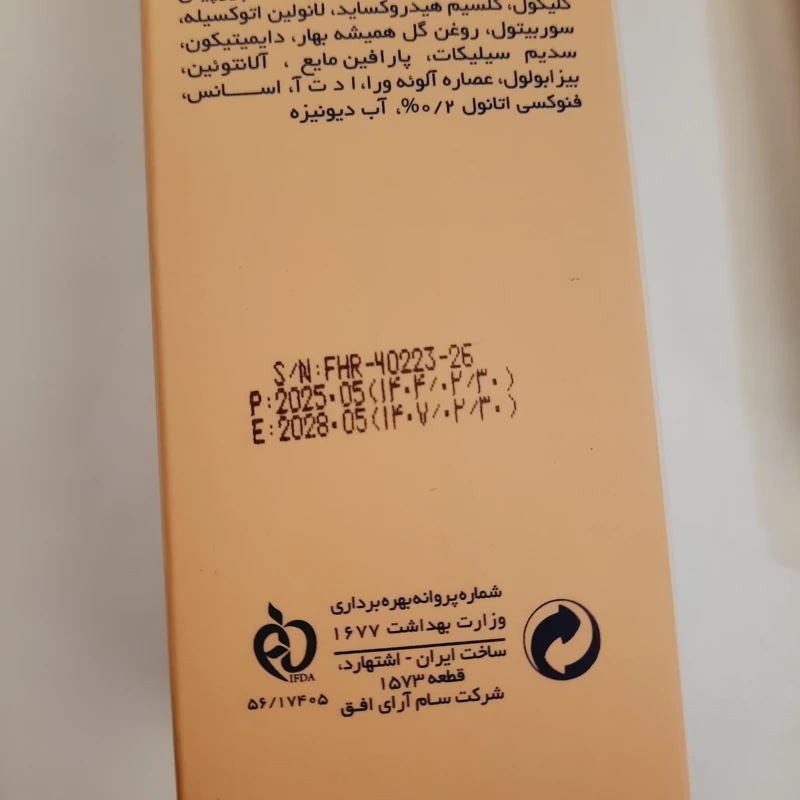 گلیکول، کلسیم هیدروکساید، لانولین اتوکسیله،
سوربیتول، روغن گل همیشه بهار، دایمیتیکون،
سدیم سیلیکات، پارافین مایع ، آلانتوئین،
بیزابولول، عصاره آلوئه ورا، ا د ت آ، اسانس،
فنوکسی اتانول ۰/۲%، آب دیونیزه
S/N:FHR-40223-26
P:2025.05(۱۴۰۴/۰۲/۳۰)
E:2028.05(۱۴۰۷/۰۲/۳۰)
شماره پروانه بهره برداری
وزارت بهداشت ۱۶۷۷
ساخت ایران - اشتهارد،
قطعه ۱۵۷۳
شرکت سام آرای افق
IFDA
۵۶/۱۷۴۰۵